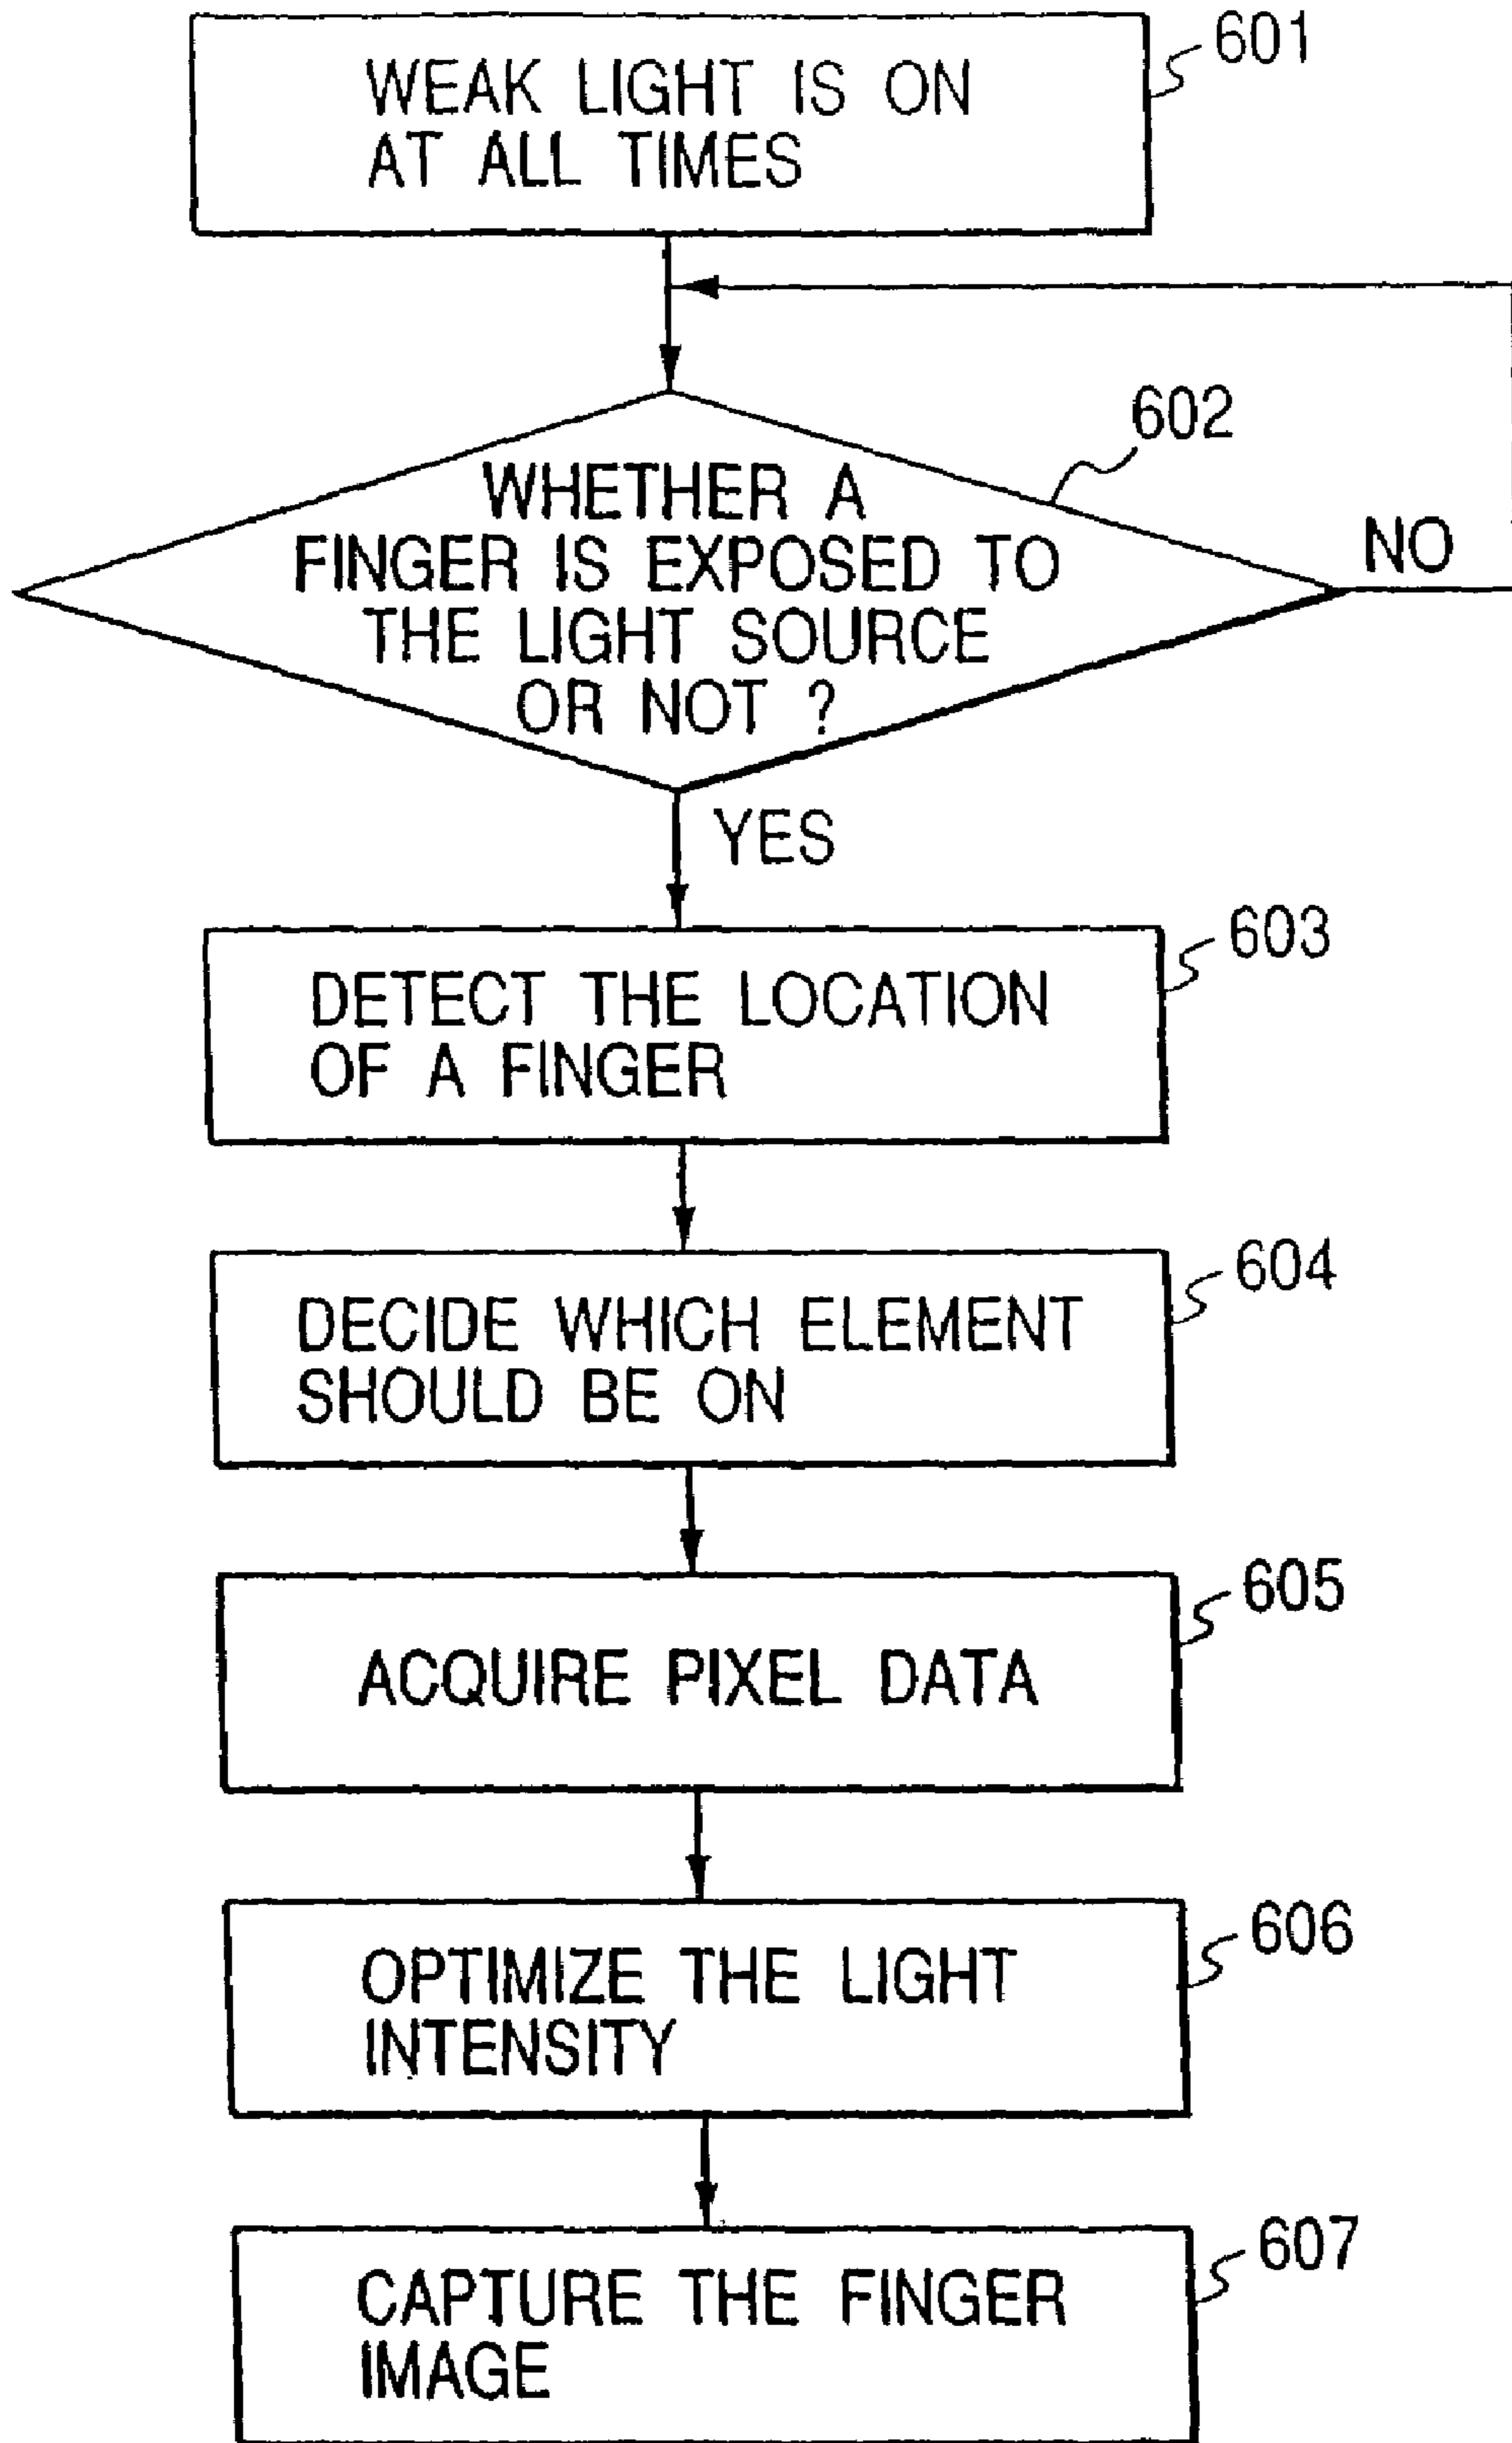 WEAK LIGHT IS ON
AT ALL TIMES
601
602
WHETHER A
FINGER IS EXPOSED TO
THE LIGHT SOURCE
OR NOT ?
NO
YES
603
DETECT THE LOCATION
OF A FINGER
604
DECIDE WHICH ELEMENT
SHOULD BE ON
605
ACQUIRE PIXEL DATA
606
OPTIMIZE THE LIGHT
INTENSITY
607
CAPTURE THE FINGER
IMAGE